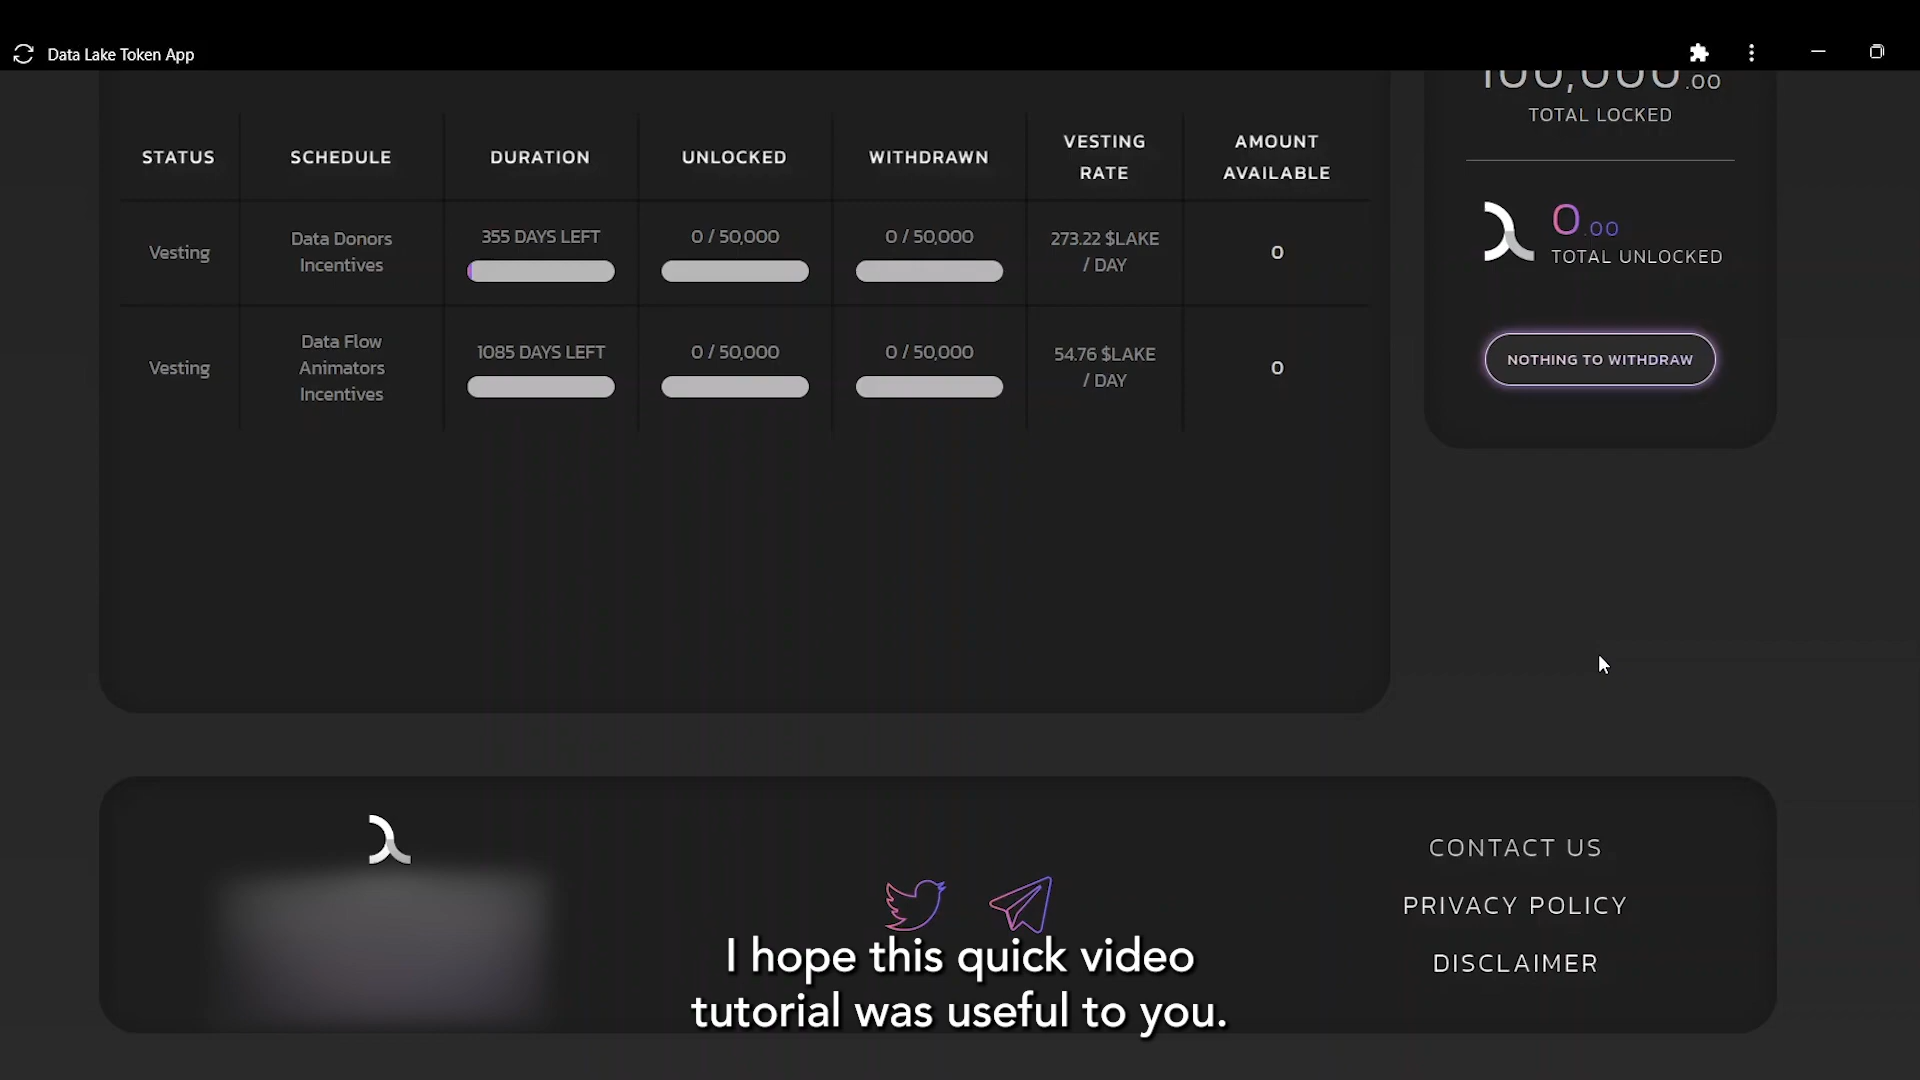 Data Lake Token App
100,000.00
TOTAL LOCKED
STATUS
SCHEDULE
DURATION
UNLOCKED
WITHDRAWN
VESTING
RATE
AMOUNT
AVAILABLE
Vesting
Data Donors
Incentives
355 DAYS LEFT
0 / 50,000
0 / 50,000
273.22 $LAKE
/ DAY
0
Vesting
Data Flow
Animators
Incentives
1085 DAYS LEFT
0 / 50,000
0 / 50,000
54.76 $LAKE
/ DAY
0
0.00
TOTAL UNLOCKED
NOTHING TO WITHDRAW
CONTACT US
PRIVACY POLICY
DISCLAIMER
I hope this quick video
tutorial was useful to you.